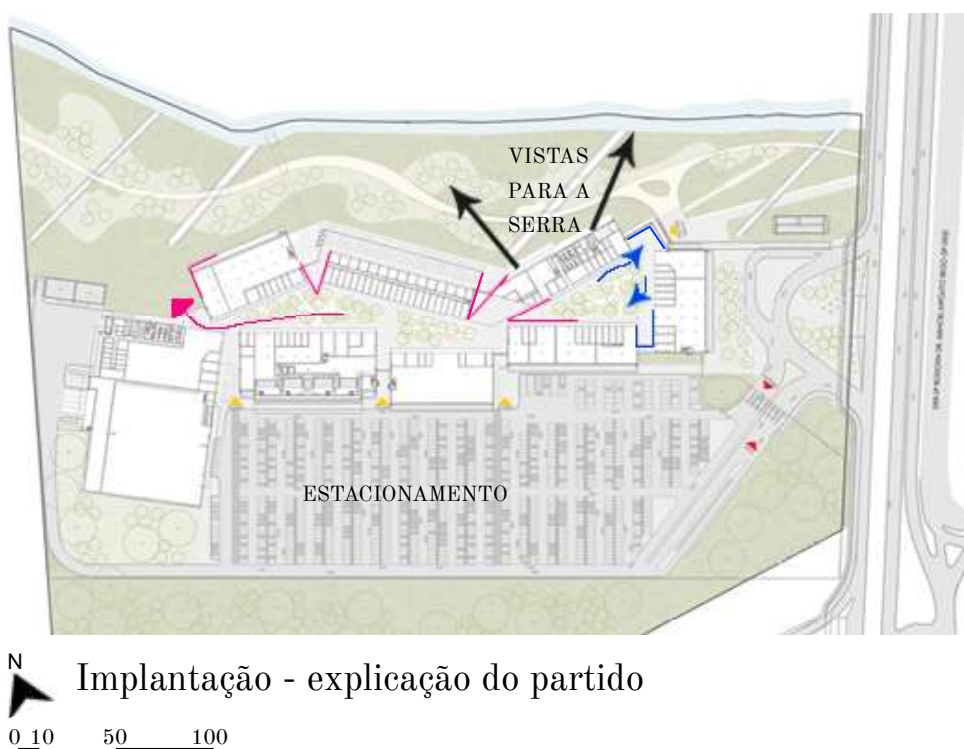 VISTAS
PARA A
SERRA
ESTACIONAMENTO
N
Implantação - explicação do partido
0 10 50 100